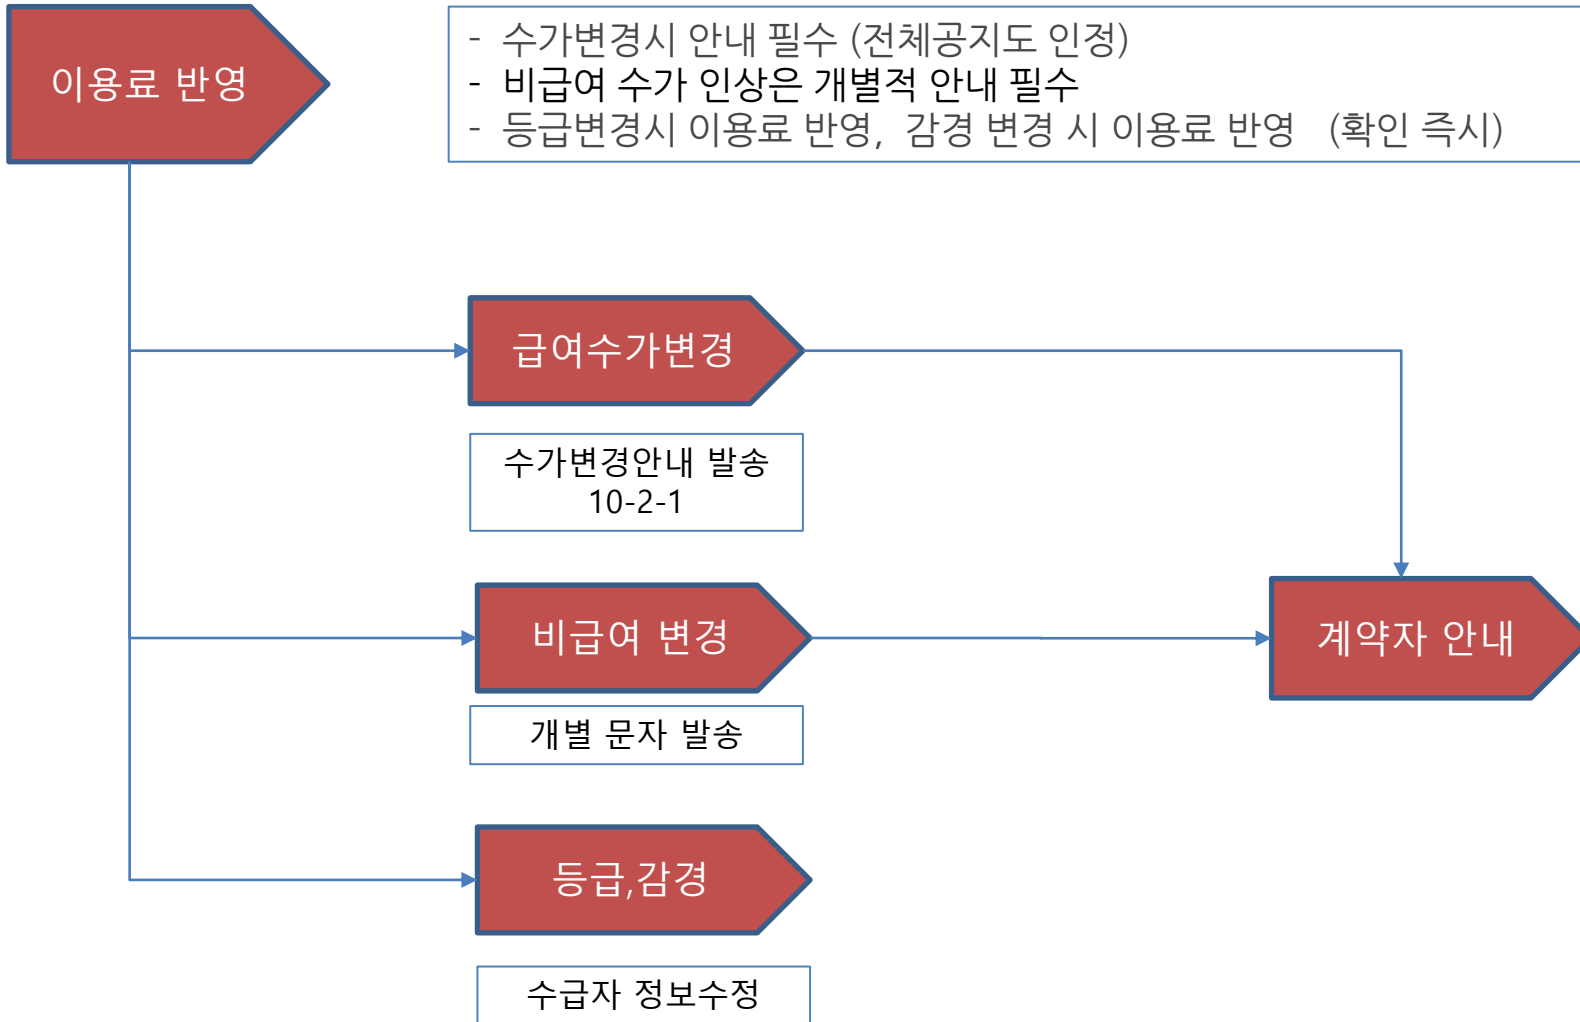 이용료 반영
- 수가변경시 안내 필수 (전체공지도 인정)
- 비급여 수가 인상은 개별적 안내 필수
- 등급변경시 이용료 반영, 감경 변경 시 이용료 반영 (확인 즉시)
급여수가변경
수가변경안내 발송
10-2-1
비급여 변경
계약자 안내
개별 문자 발송
등급,감경
수급자 정보수정